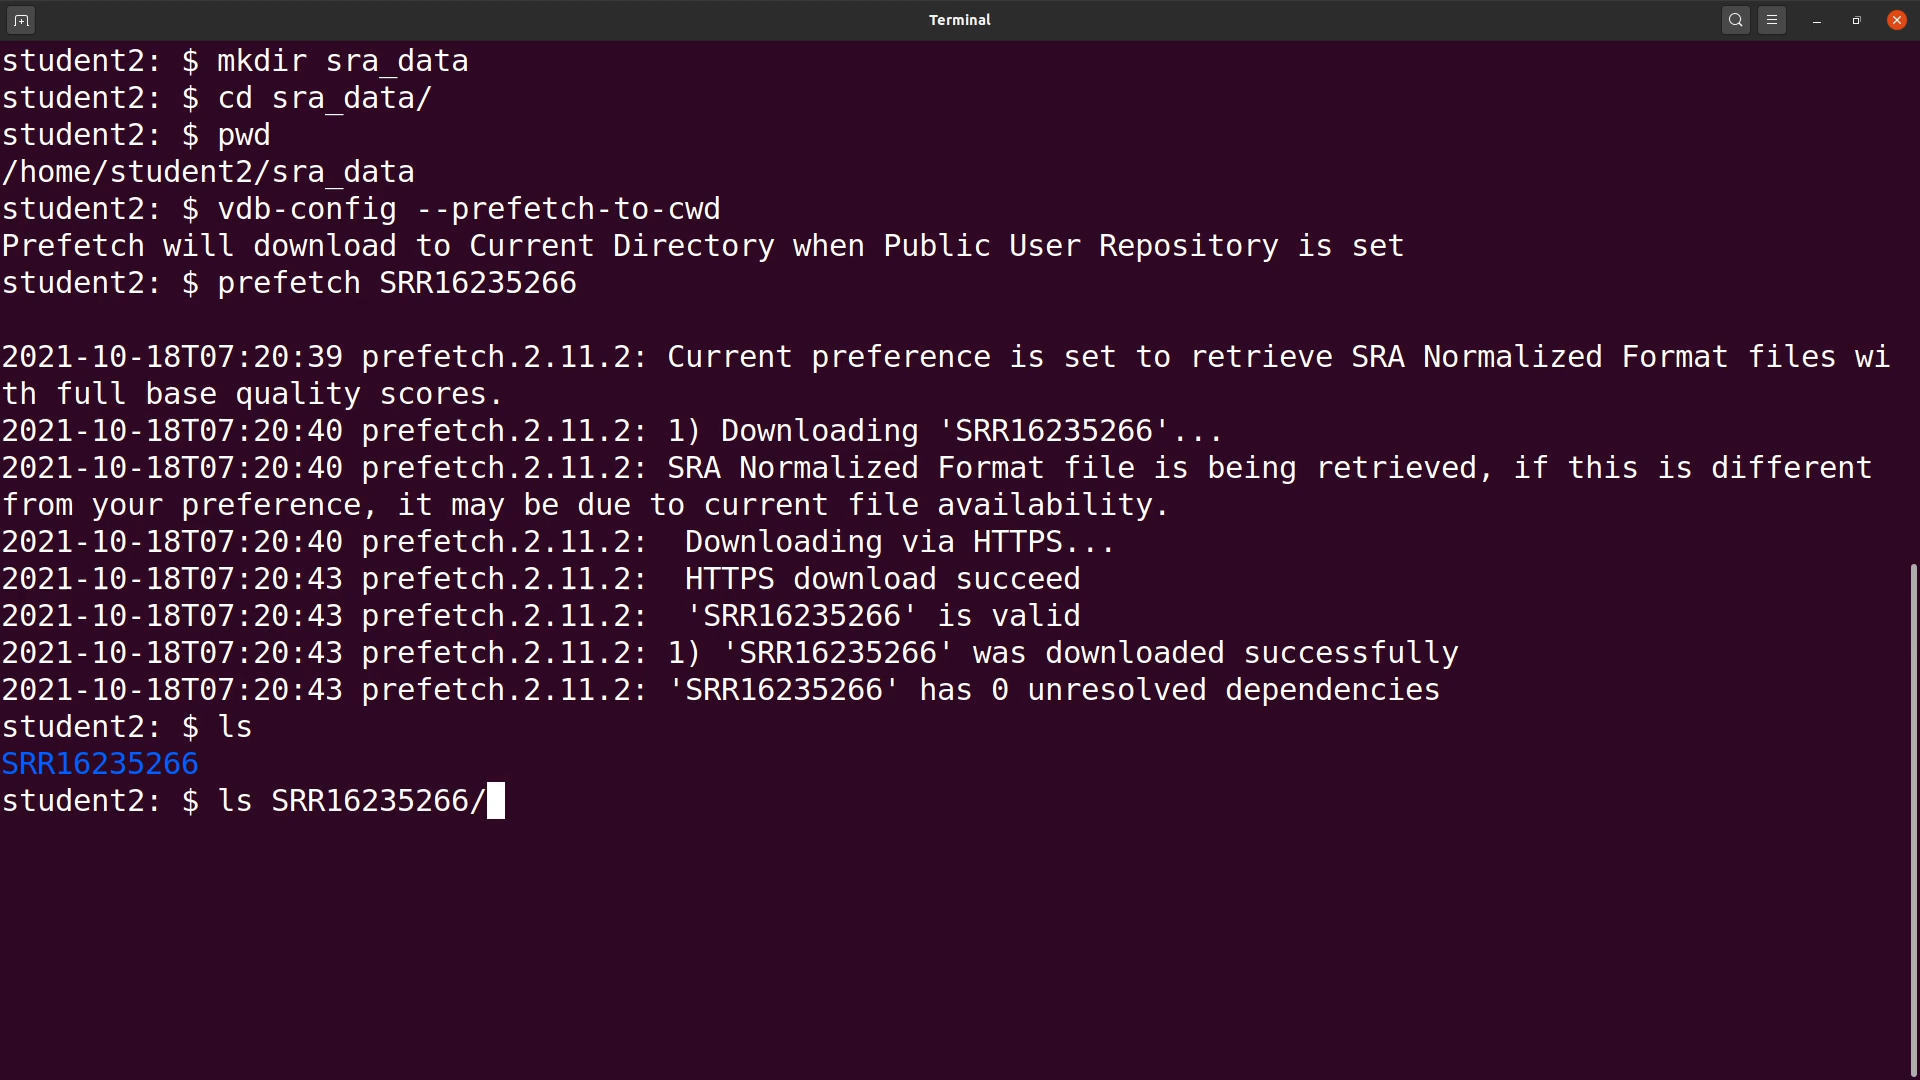 Terminal
student2: $ mkdir sra_data
student2: $ cd sra_data/
student2: $ pwd
/home/student2/sra_data
student2: $ vdb-config --prefetch-to-cwd
Prefetch will download to Current Directory when Public User Repository is set
student2: $ prefetch SRR16235266
2021-10-18T07:20:39 prefetch.2.11.2: Current preference is set to retrieve SRA Normalized Format files wi
th full base quality scores.
2021-10-18T07:20:40 prefetch.2.11.2: 1) Downloading 'SRR16235266'...
2021-10-18T07:20:40 prefetch.2.11.2: SRA Normalized Format file is being retrieved, if this is different
from your preference, it may be due to current file availability.
2021-10-18T07:20:40 prefetch.2.11.2:  Downloading via HTTPS...
2021-10-18T07:20:43 prefetch.2.11.2:  HTTPS download succeed
2021-10-18T07:20:43 prefetch.2.11.2:  'SRR16235266' is valid
2021-10-18T07:20:43 prefetch.2.11.2: 1) 'SRR16235266' was downloaded successfully
2021-10-18T07:20:43 prefetch.2.11.2: 'SRR16235266' has 0 unresolved dependencies
student2: $ ls
SRR16235266
student2: $ ls SRR16235266/